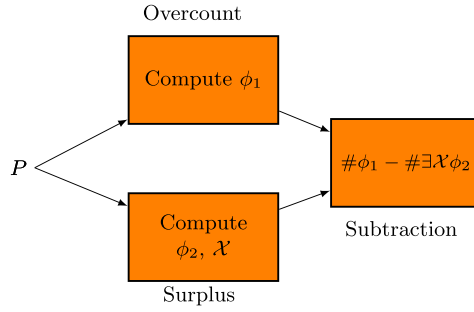 Overcount
Compute ϕ₁
P
#ϕ₁ − #∃𝒳ϕ₂
Compute
ϕ₂, 𝒳
Subtraction
Surplus